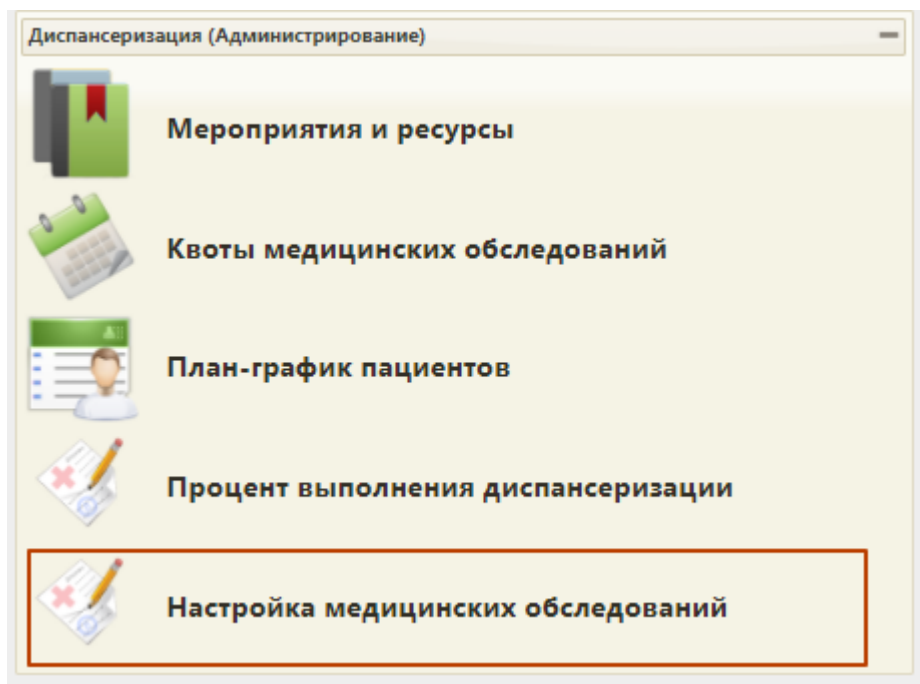 Диспансеризация (Администрирование)
Мероприятия и ресурсы
Квоты медицинских обследований
План-график пациентов
Процент выполнения диспансеризации
Настройка медицинских обследований